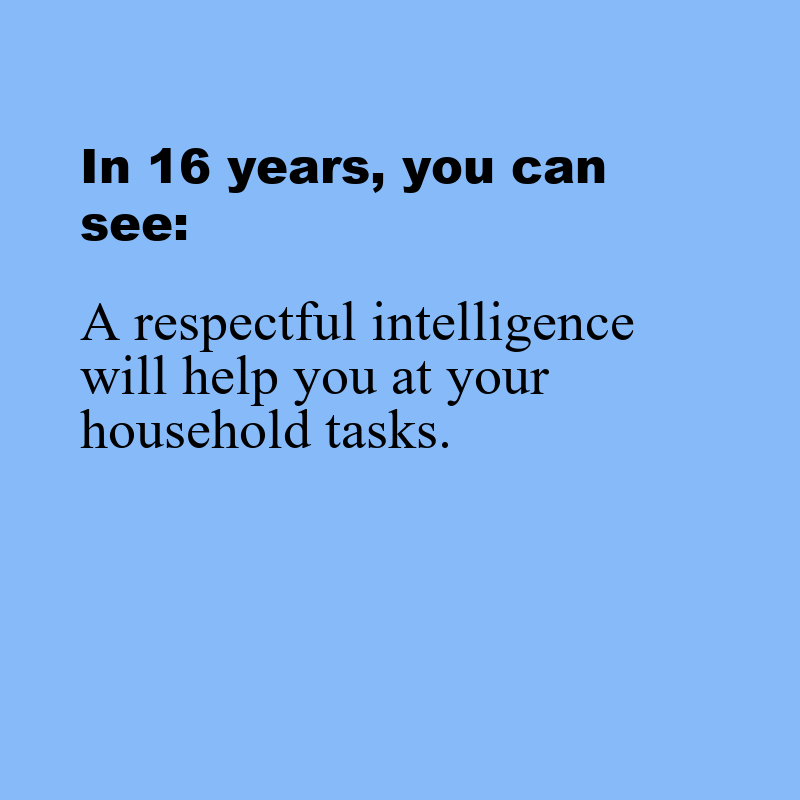 In 16 years, you can
see:
A respectful intelligence
will help you at your
household tasks.